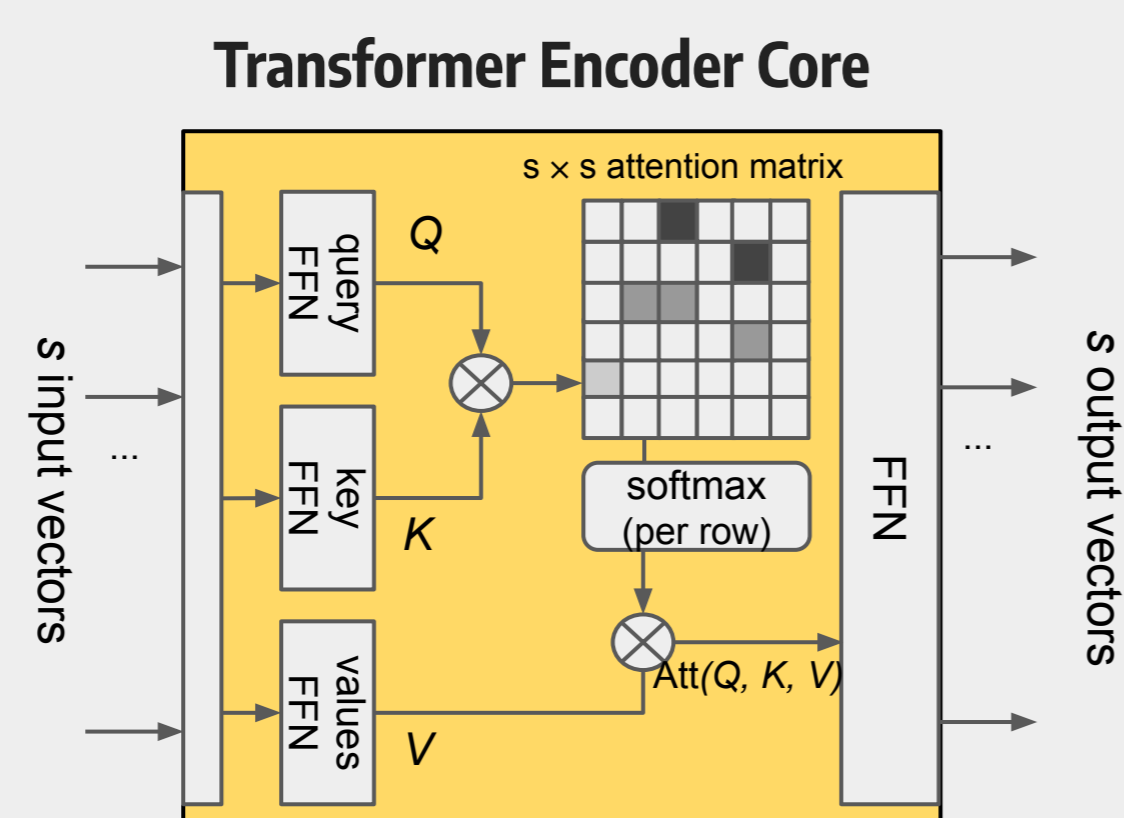 Transformer Encoder Core
s × s attention matrix
s input vectors
...
query
FFN
Q
key
FFN
K
values
FFN
V
softmax
(per row)
Att(Q, K, V)
FFN
...
s output vectors